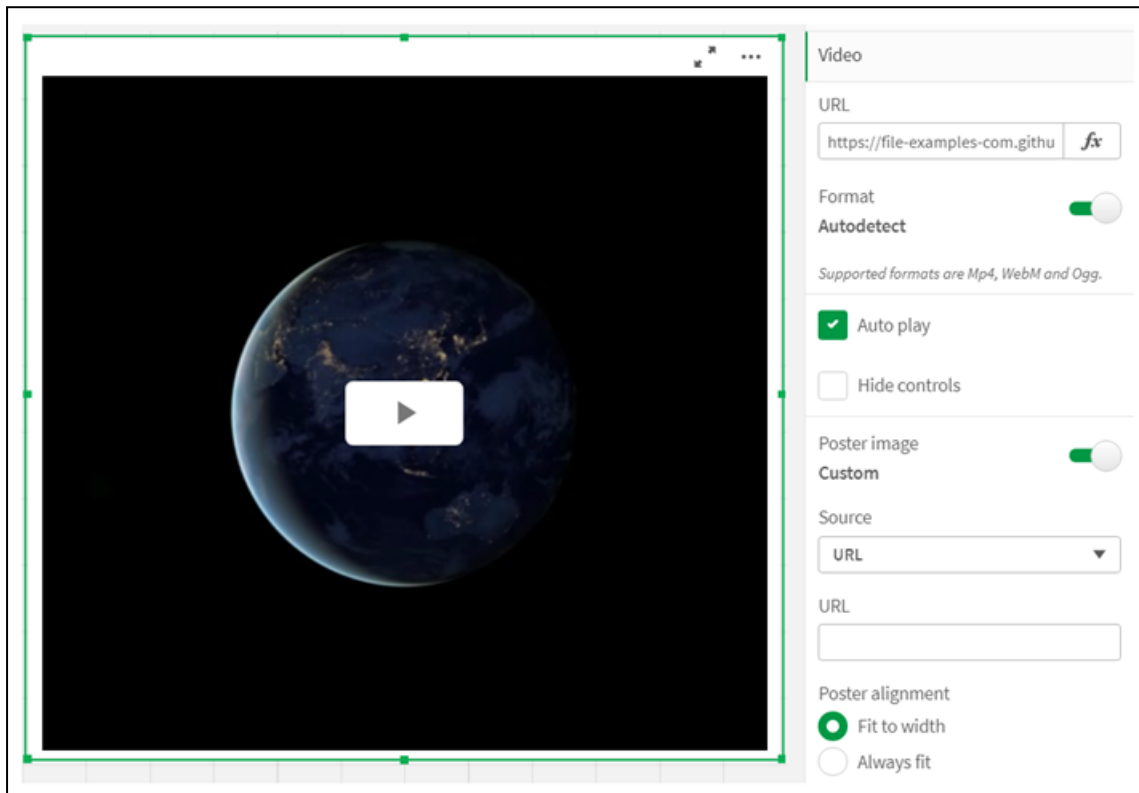 Video
URL
https://file-examples-com.githu
fx
Format
Autodetect
Supported formats are Mp4, WebM and Ogg.
Auto play
Hide controls
Poster image
Custom
Source
URL
URL
Poster alignment
Fit to width
Always fit